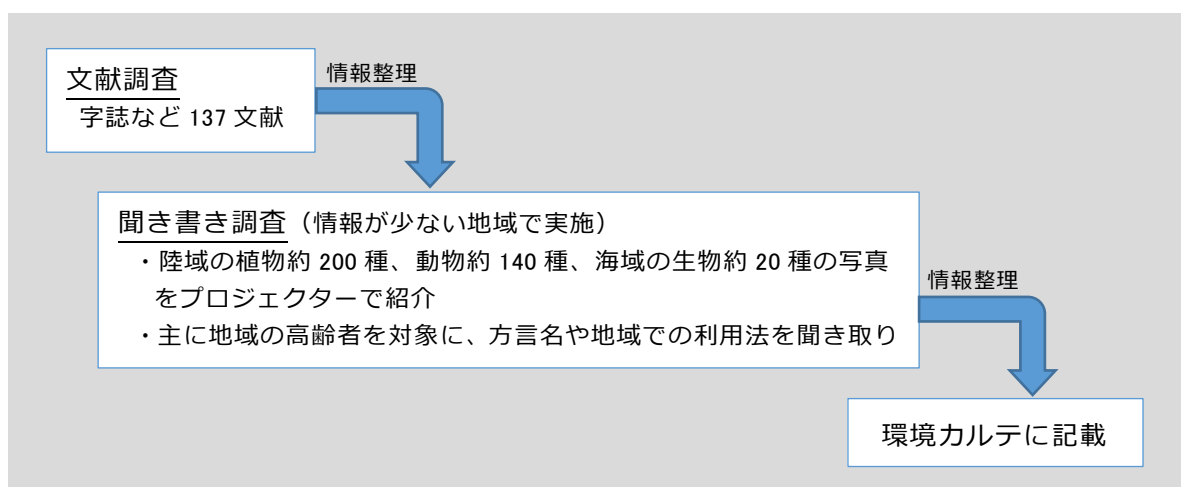 文献調査
字誌など 137 文献
情報整理
聞き書き調査（情報が少ない地域で実施）
・陸域の植物約 200 種、動物約 140 種、海域の生物約 20 種の写真
をプロジェクターで紹介
・主に地域の高齢者を対象に、方言名や地域での利用法を聞き取り
情報整理
環境カルテに記載